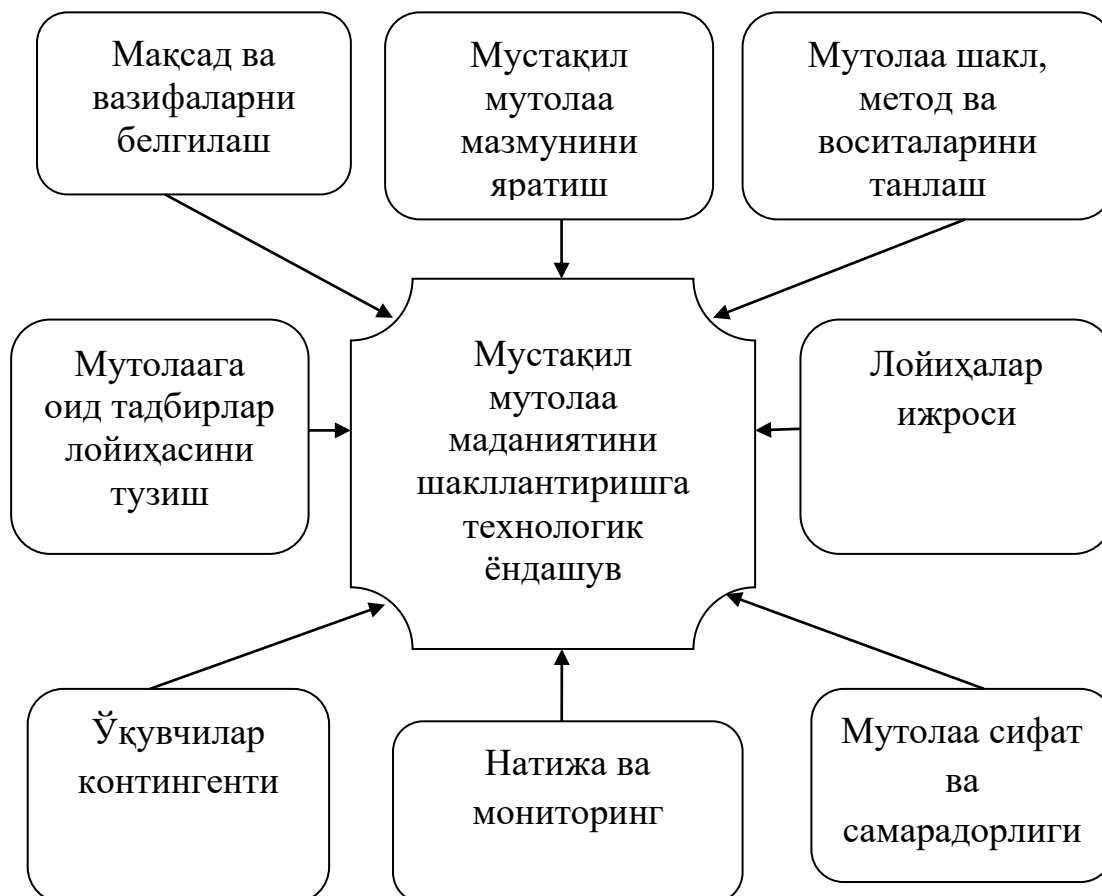 Мақсад ва
вазифаларни
белгилаш
Мустақил
мутолаа
мазмунини
яратиш
Мутолаа шакл,
метод ва
воситаларини
танлаш
Мутолаага
оид тадбирлар
лойиҳасини
тузиш
Мустақил
мутолаа
маданиятини
шакллантиришга
технологик
ёндашув
Лойиҳалар
ижроси
Ўқувчилар
контингенти
Натижа ва
мониторинг
Мутолаа сифат
ва
самарадорлиги